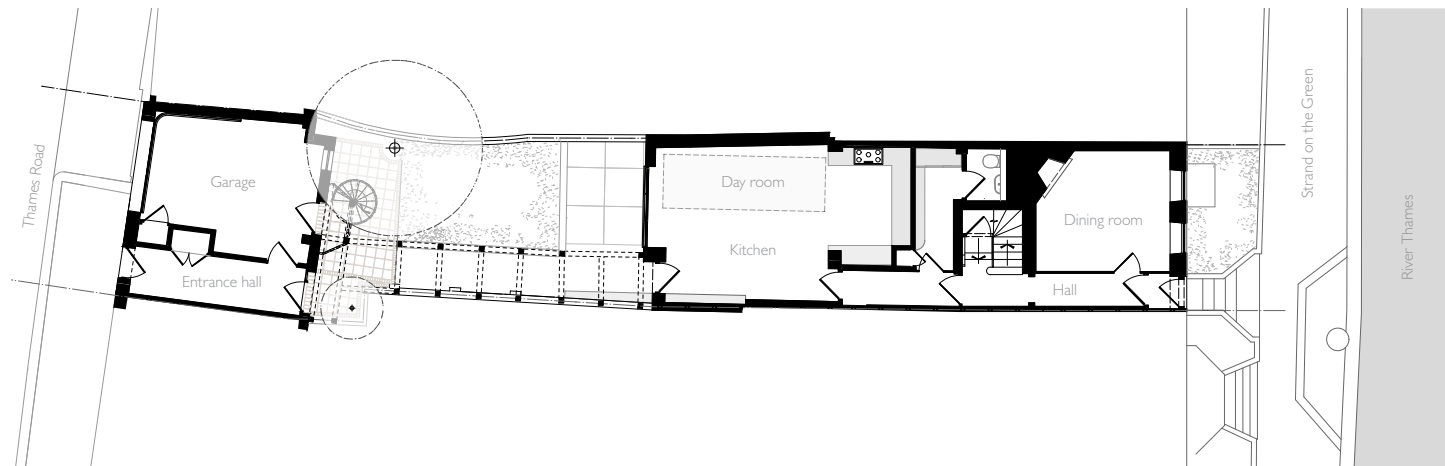 Thames Road
Garage
Entrance hall
Day room
Kitchen
Dining room
Hall
Strand on the Green
River Thames